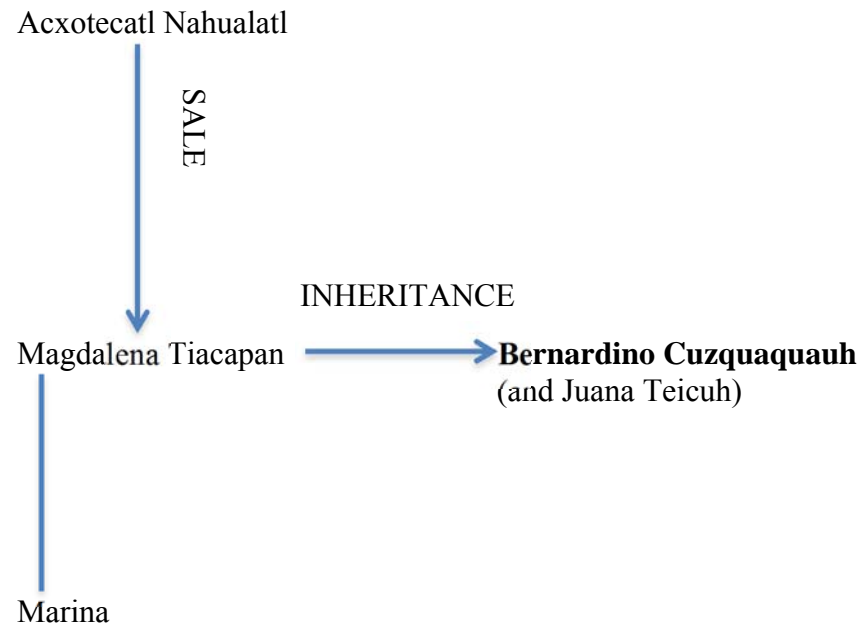 Acxotecatl Nahualatl
SALE
INHERITANCE
Magdalena Tiacapan
Bernardino Cuzquaquauh
(and Juana Teicuh)
Marina